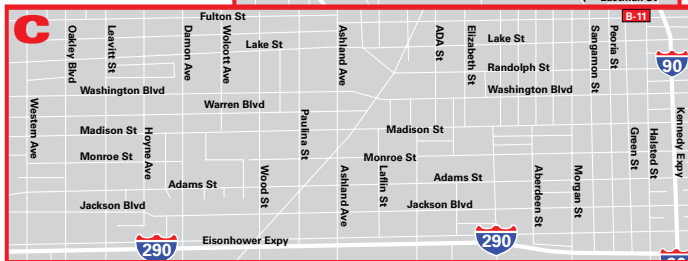 C
Fulton St
B-11
Oakley Blvd
Leavitt St
Damon Ave
Wolcott Ave
Lake St
Ashland Ave
ADA St
Elizabeth St
Lake St
Sangamon St
Peoria St
90
Randolph St
Washington Blvd
Washington Blvd
Western Ave
Warren Blvd
Paulina St
Kennedy Expy
Madison St
Hoyne Ave
Madison St
Green St
Halsted St
Monroe St
Monroe St
Wood St
Ashland Ave
Laflin St
Adams St
Adams St
Aberdeen St
Morgan St
Jackson Blvd
Jackson Blvd
290
Eisenhower Expy
290